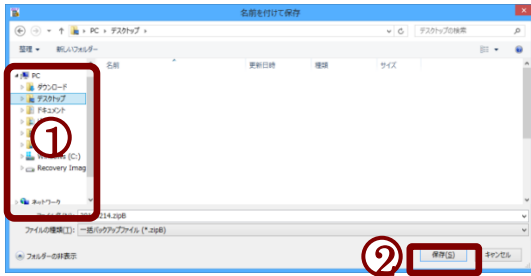 名前を付けて保存
PC ▸ デスクトップ ▸
デスクトップの検索
整理 ▼ 新しいフォルダー
名前 更新日時 種類 サイズ
PC
ダウンロード
デスクトップ
ドキュメント
①
(C:)
Recovery Imag
ネットワーク
214.zipB
ファイルの種類(T): 一括バックアップファイル (*.zipB)
フォルダーの非表示
②
保存(S)
キャンセル